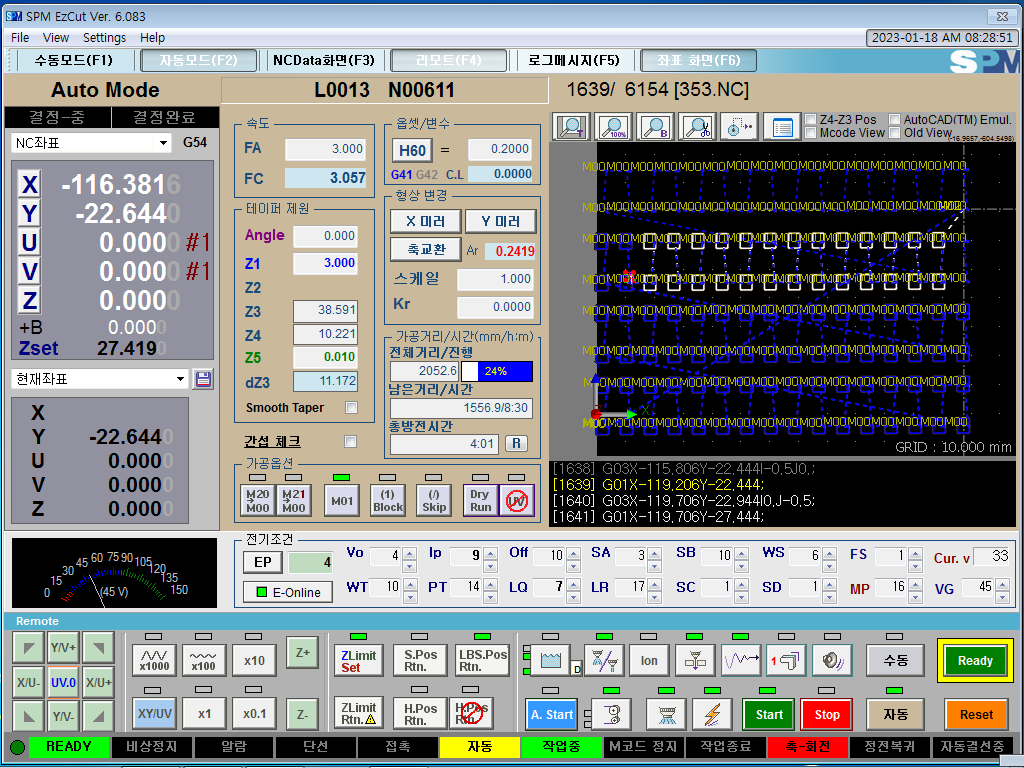 SPM EzCut Ver. 6.083
File View Settings Help
2023-01-18 AM 08:28:51
수동모드(F1) 자동모드(F2) NCData화면(F3) 리모트(F4) 로그메시지(F5) 좌표 화면(F6) SPM
Auto Mode L0013 N00611 1639/ 6154 [353.NC]
결정-중 결정완료
NC좌표 G54
X -116.3816
Y -22.6440
U 0.0000 #1
V 0.0000 #1
Z 0.0000
+B 0.0000
Zset 27.4190
현재좌표
X
Y -22.6440
U 0.0000
V 0.0000
Z 0.0000
속도
FA 3.000
FC 3.057
테이퍼 제원
Angle 0.000
Z1 3.000
Z2
Z3 38.591
Z4 10.221
Z5 0.010
dZ3 11.172
Smooth Taper
간섭 체크
옵셋/변수
H60 = 0.2000
G41 G42 C.L 0.0000
형상 변경
X 미러 Y 미러
축교환 Ar 0.2419
스케일 1.000
Kr 0.0000
가공거리/시간(mm/h:m)
전체거리/진행
2052.6 24%
남은거리/시간
1556.9/8:30
총방전시간
4:01 R
가공옵션
M20 M00 M21 M00 M01 (1) Block (/) Skip Dry Run UV
T 100% B
Z4-Z3 Pos AutoCAD(TM) Emul.
Mcode View Old View
-16.9657,-604.5498
GRID : 10.000 mm
[1638] G03X-115.806Y-22.444I-0.5J0.;
[1639] G01X-119.206Y-22.444;
[1640] G03X-119.706Y-22.944I0.J-0.5;
[1641] G01X-119.706Y-27.444;
0 15 30 45 60 75 90 105 120 135 150
(45 V)
전기조건
EP 4
E-Online
Vo 4 Ip 9 Off 10 SA 3 SB 10 WS 6 FS 1 Cur. v 33
WT 10 PT 14 LQ 7 LR 17 SC 1 SD 1 MP 16 VG 45
Remote
Y/V+
X/U- UV.0 X/U+
Y/V-
x1000 x100 x10 Z+
XY/UV x1 x0.1 Z-
ZLimit Set S.Pos Rtn. LBS.Pos Rtn.
ZLimit Rtn. H.Pos Rtn. H.Pos Rtn.
D Ion 1 수동 Ready
A. Start Start Stop 자동 Reset
READY 비상정지 알람 단선 접촉 자동 작업중 M코드 정지 작업종료 축-회전 정전복귀 자동결선중